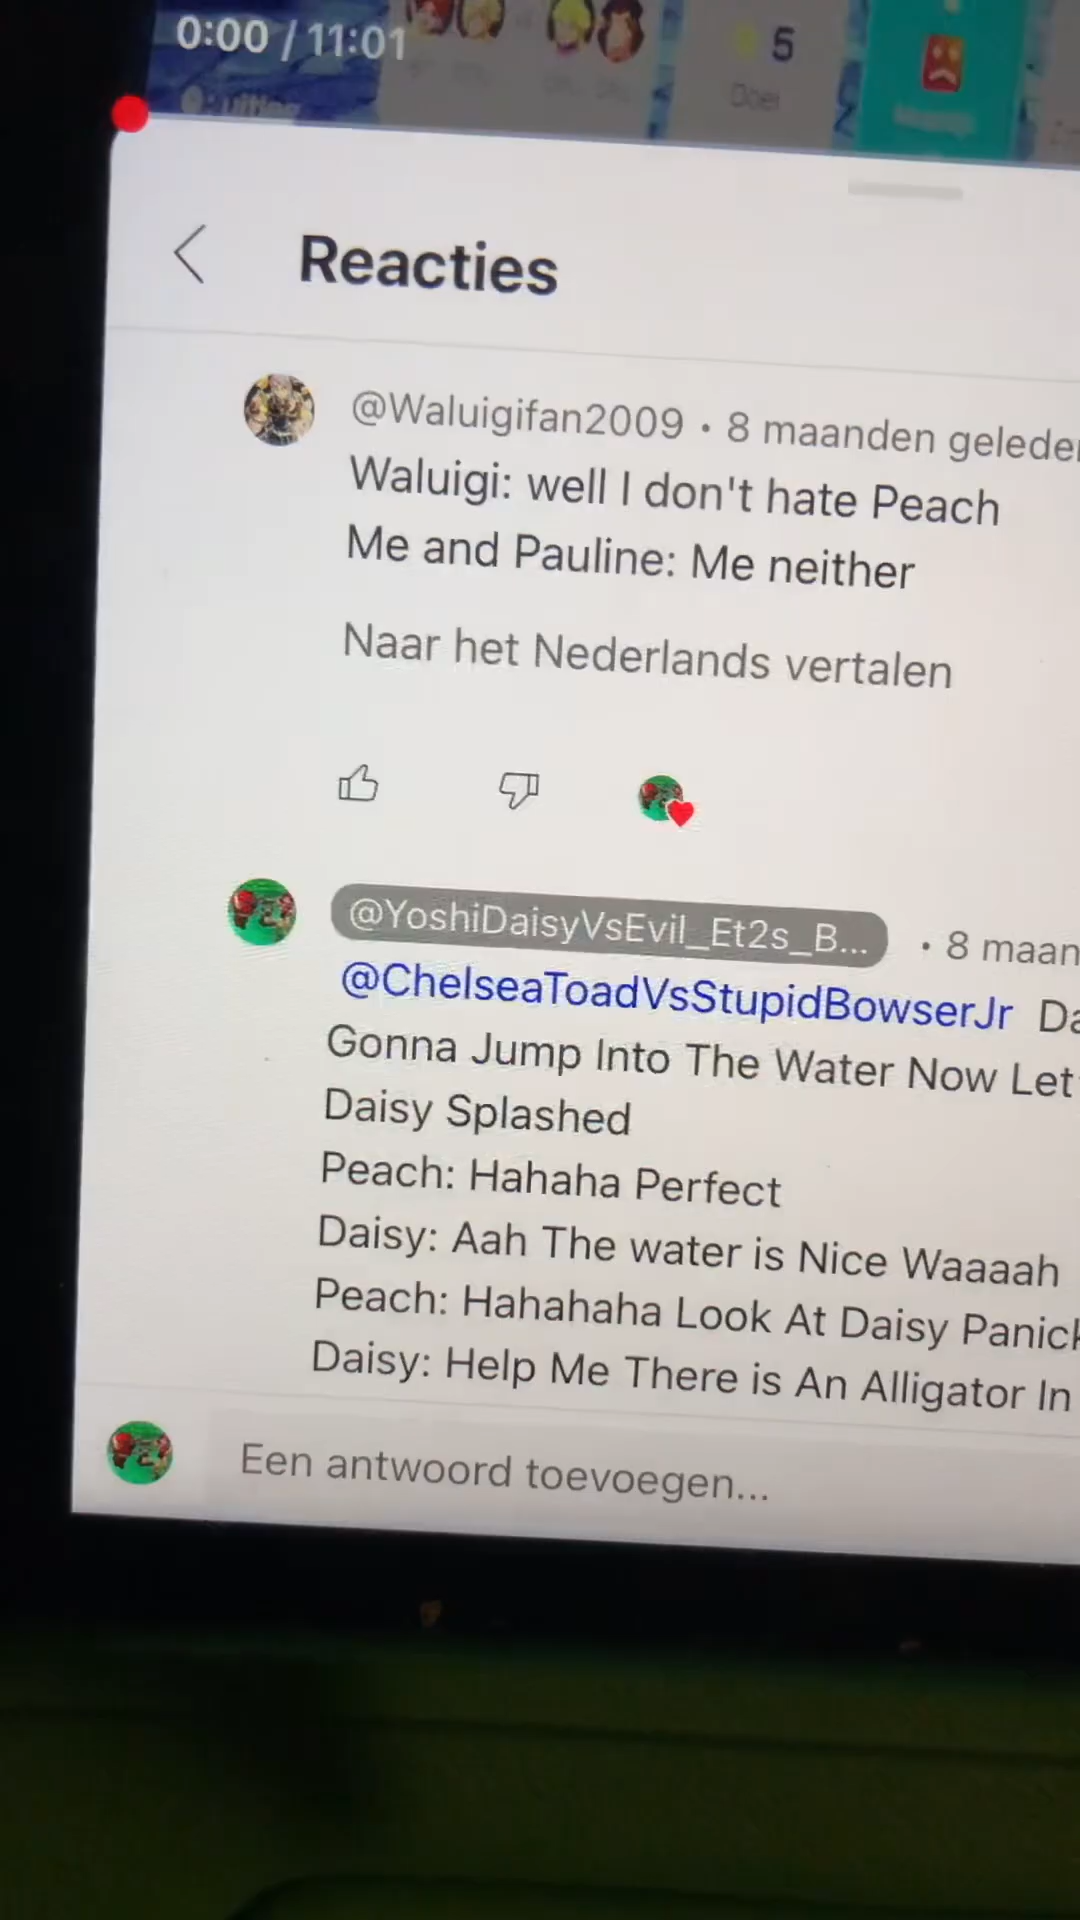 0:00 / 11:01
5
Doel
Reacties
@Waluigifan2009 • 8 maanden gelede
Waluigi: well I don't hate Peach
Me and Pauline: Me neither
Naar het Nederlands vertalen
@YoshiDaisyVsEvil_Et2s_B... • 8 maan
@ChelseaToadVsStupidBowserJr Da
Gonna Jump Into The Water Now Let
Daisy Splashed
Peach: Hahaha Perfect
Daisy: Aah The water is Nice Waaaah
Peach: Hahahaha Look At Daisy Panic
Daisy: Help Me There is An Alligator In
Een antwoord toevoegen...